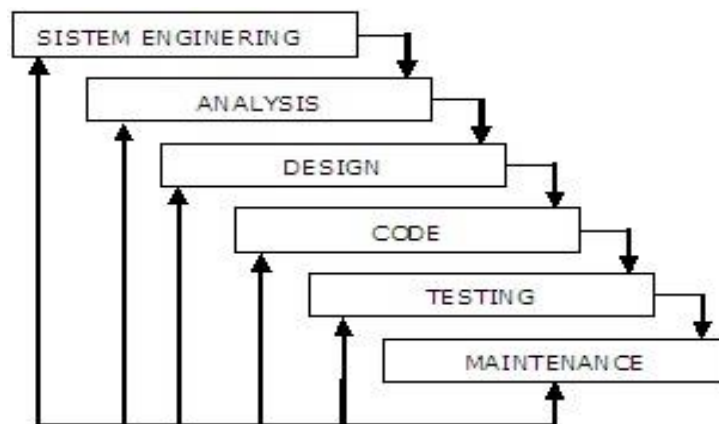 SISTEM ENGINERING
ANALYSIS
DESIGN
CODE
TESTING
MAINTENANCE